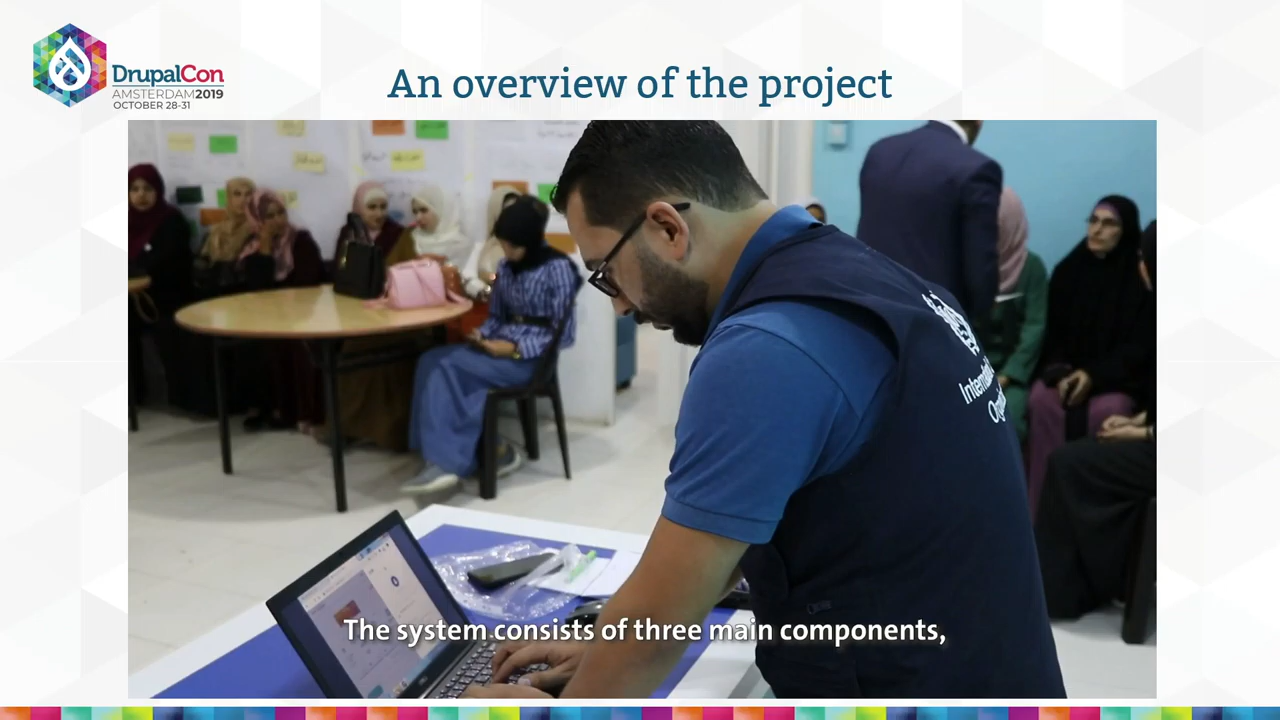 DrupalCon
AMSTERDAM2019
OCTOBER 28-31
An overview of the project
The system consists of three main components,